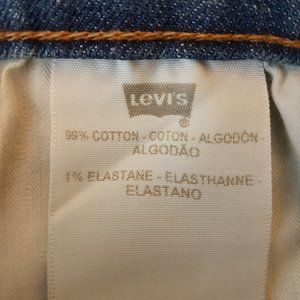 Levi's
®
99% COTTON - COTON - ALGODÓN -
ALGODÃO
1% ELASTANE - ELASTHANNE -
ELASTANO